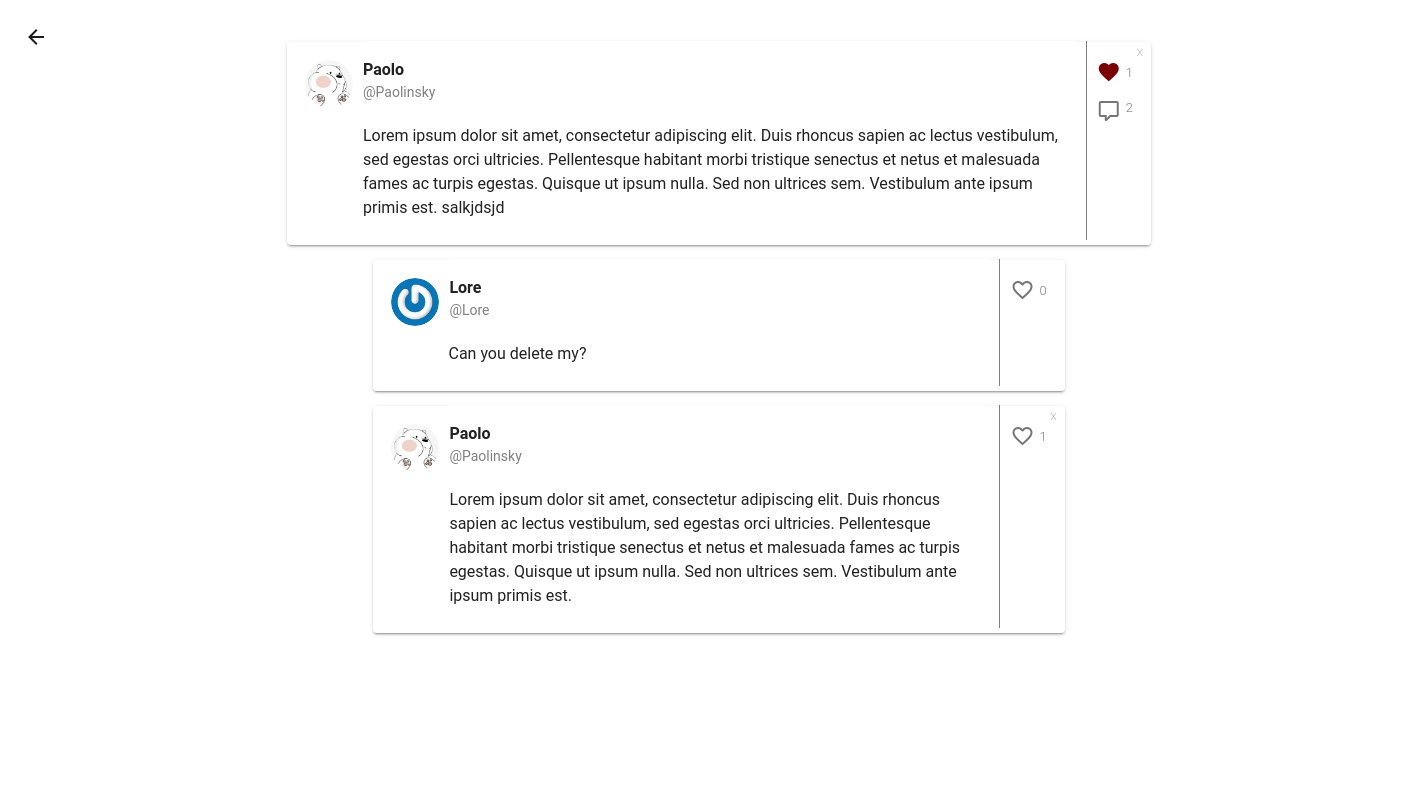 Paolo
@Paolinsky
x
1
2
Lorem ipsum dolor sit amet, consectetur adipiscing elit. Duis rhoncus sapien ac lectus vestibulum,
sed egestas orci ultricies. Pellentesque habitant morbi tristique senectus et netus et malesuada
fames ac turpis egestas. Quisque ut ipsum nulla. Sed non ultrices sem. Vestibulum ante ipsum
primis est. salkjdsjd
Lore
@Lore
0
Can you delete my?
Paolo
@Paolinsky
x
1
Lorem ipsum dolor sit amet, consectetur adipiscing elit. Duis rhoncus
sapien ac lectus vestibulum, sed egestas orci ultricies. Pellentesque
habitant morbi tristique senectus et netus et malesuada fames ac turpis
egestas. Quisque ut ipsum nulla. Sed non ultrices sem. Vestibulum ante
ipsum primis est.